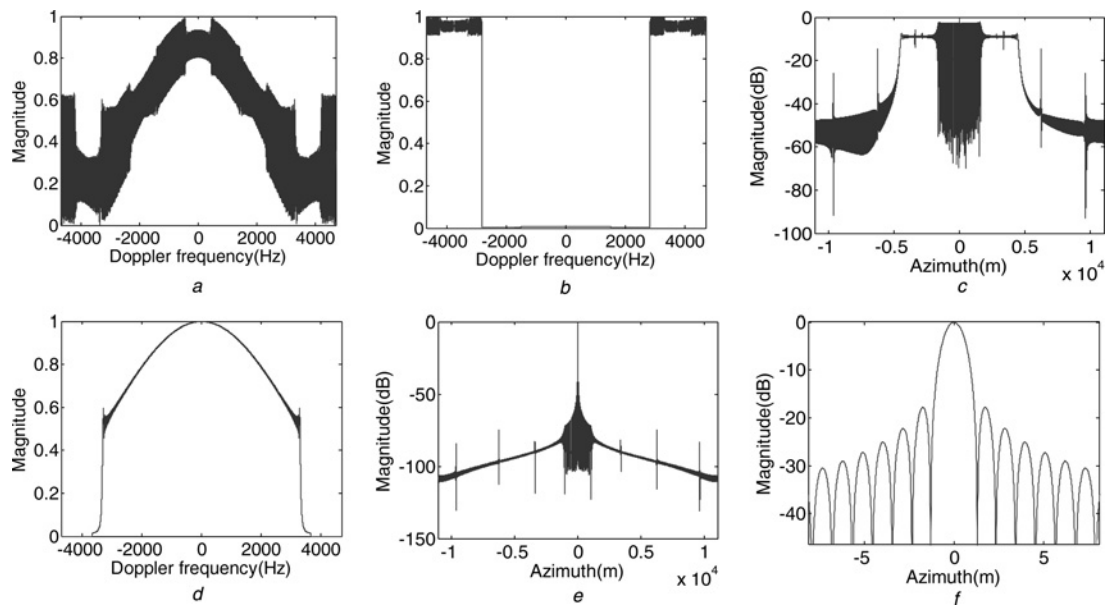 1
0.8
0.6
0.4
0.2
0
Magnitude
-4000 -2000 0 2000 4000
Doppler frequency(Hz)
a
1
0.8
0.6
0.4
0.2
0
Magnitude
-4000 -2000 0 2000 4000
Doppler frequency(Hz)
b
0
-20
-40
-60
-80
-100
Magnitude(dB)
-1 -0.5 0 0.5 1
Azimuth(m)
x 10^4
c
1
0.8
0.6
0.4
0.2
0
Magnitude
-4000 -2000 0 2000 4000
Doppler frequency(Hz)
d
0
-50
-100
-150
Magnitude(dB)
-1 -0.5 0 0.5 1
Azimuth(m)
x 10^4
e
0
-10
-20
-30
-40
Magnitude(dB)
-5 0 5
Azimuth(m)
f